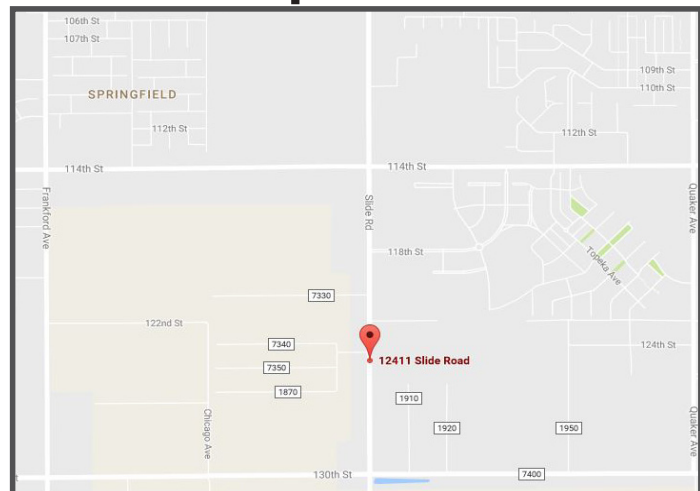 106th St
107th St
109th St
110th St
SPRINGFIELD
112th St
112th St
114th St
114th St
Frankford Ave
Slide Rd
Quaker Ave
118th St
Topeka Ave
7330
122nd St
7340
124th St
12411 Slide Road
7350
1870
1910
Chicago Ave
1920
1950
Quaker Ave
130th St
7400